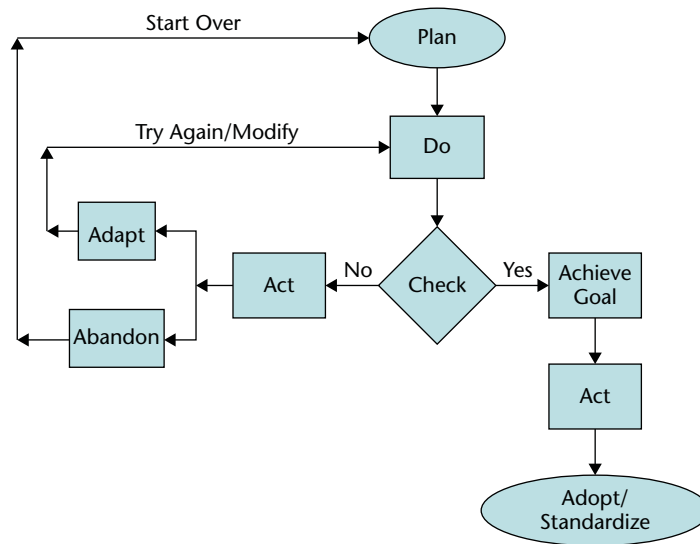 Start Over
Plan
Try Again/Modify
Do
Adapt
Act
No
Check
Yes
Achieve
Goal
Abandon
Act
Adopt/
Standardize